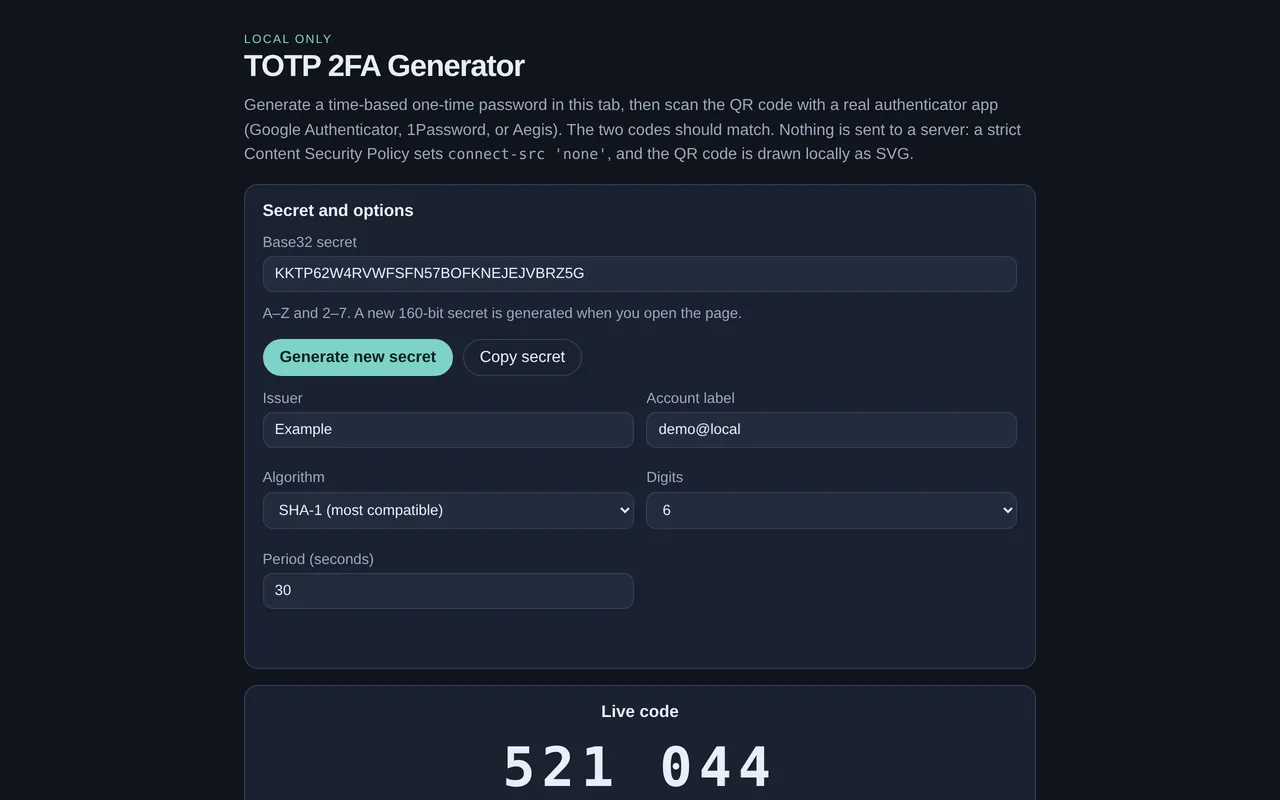 LOCAL ONLY
TOTP 2FA Generator
Generate a time-based one-time password in this tab, then scan the QR code with a real authenticator app
(Google Authenticator, 1Password, or Aegis). The two codes should match. Nothing is sent to a server: a strict
Content Security Policy sets connect-src 'none', and the QR code is drawn locally as SVG.
Secret and options
Base32 secret
KKTP62W4RVWFSFN57BOFKNEJEJVBRZ5G
A–Z and 2–7. A new 160-bit secret is generated when you open the page.
Generate new secret Copy secret
Issuer Account label
Example demo@local
Algorithm Digits
SHA-1 (most compatible) 6
Period (seconds)
30
Live code
521 044